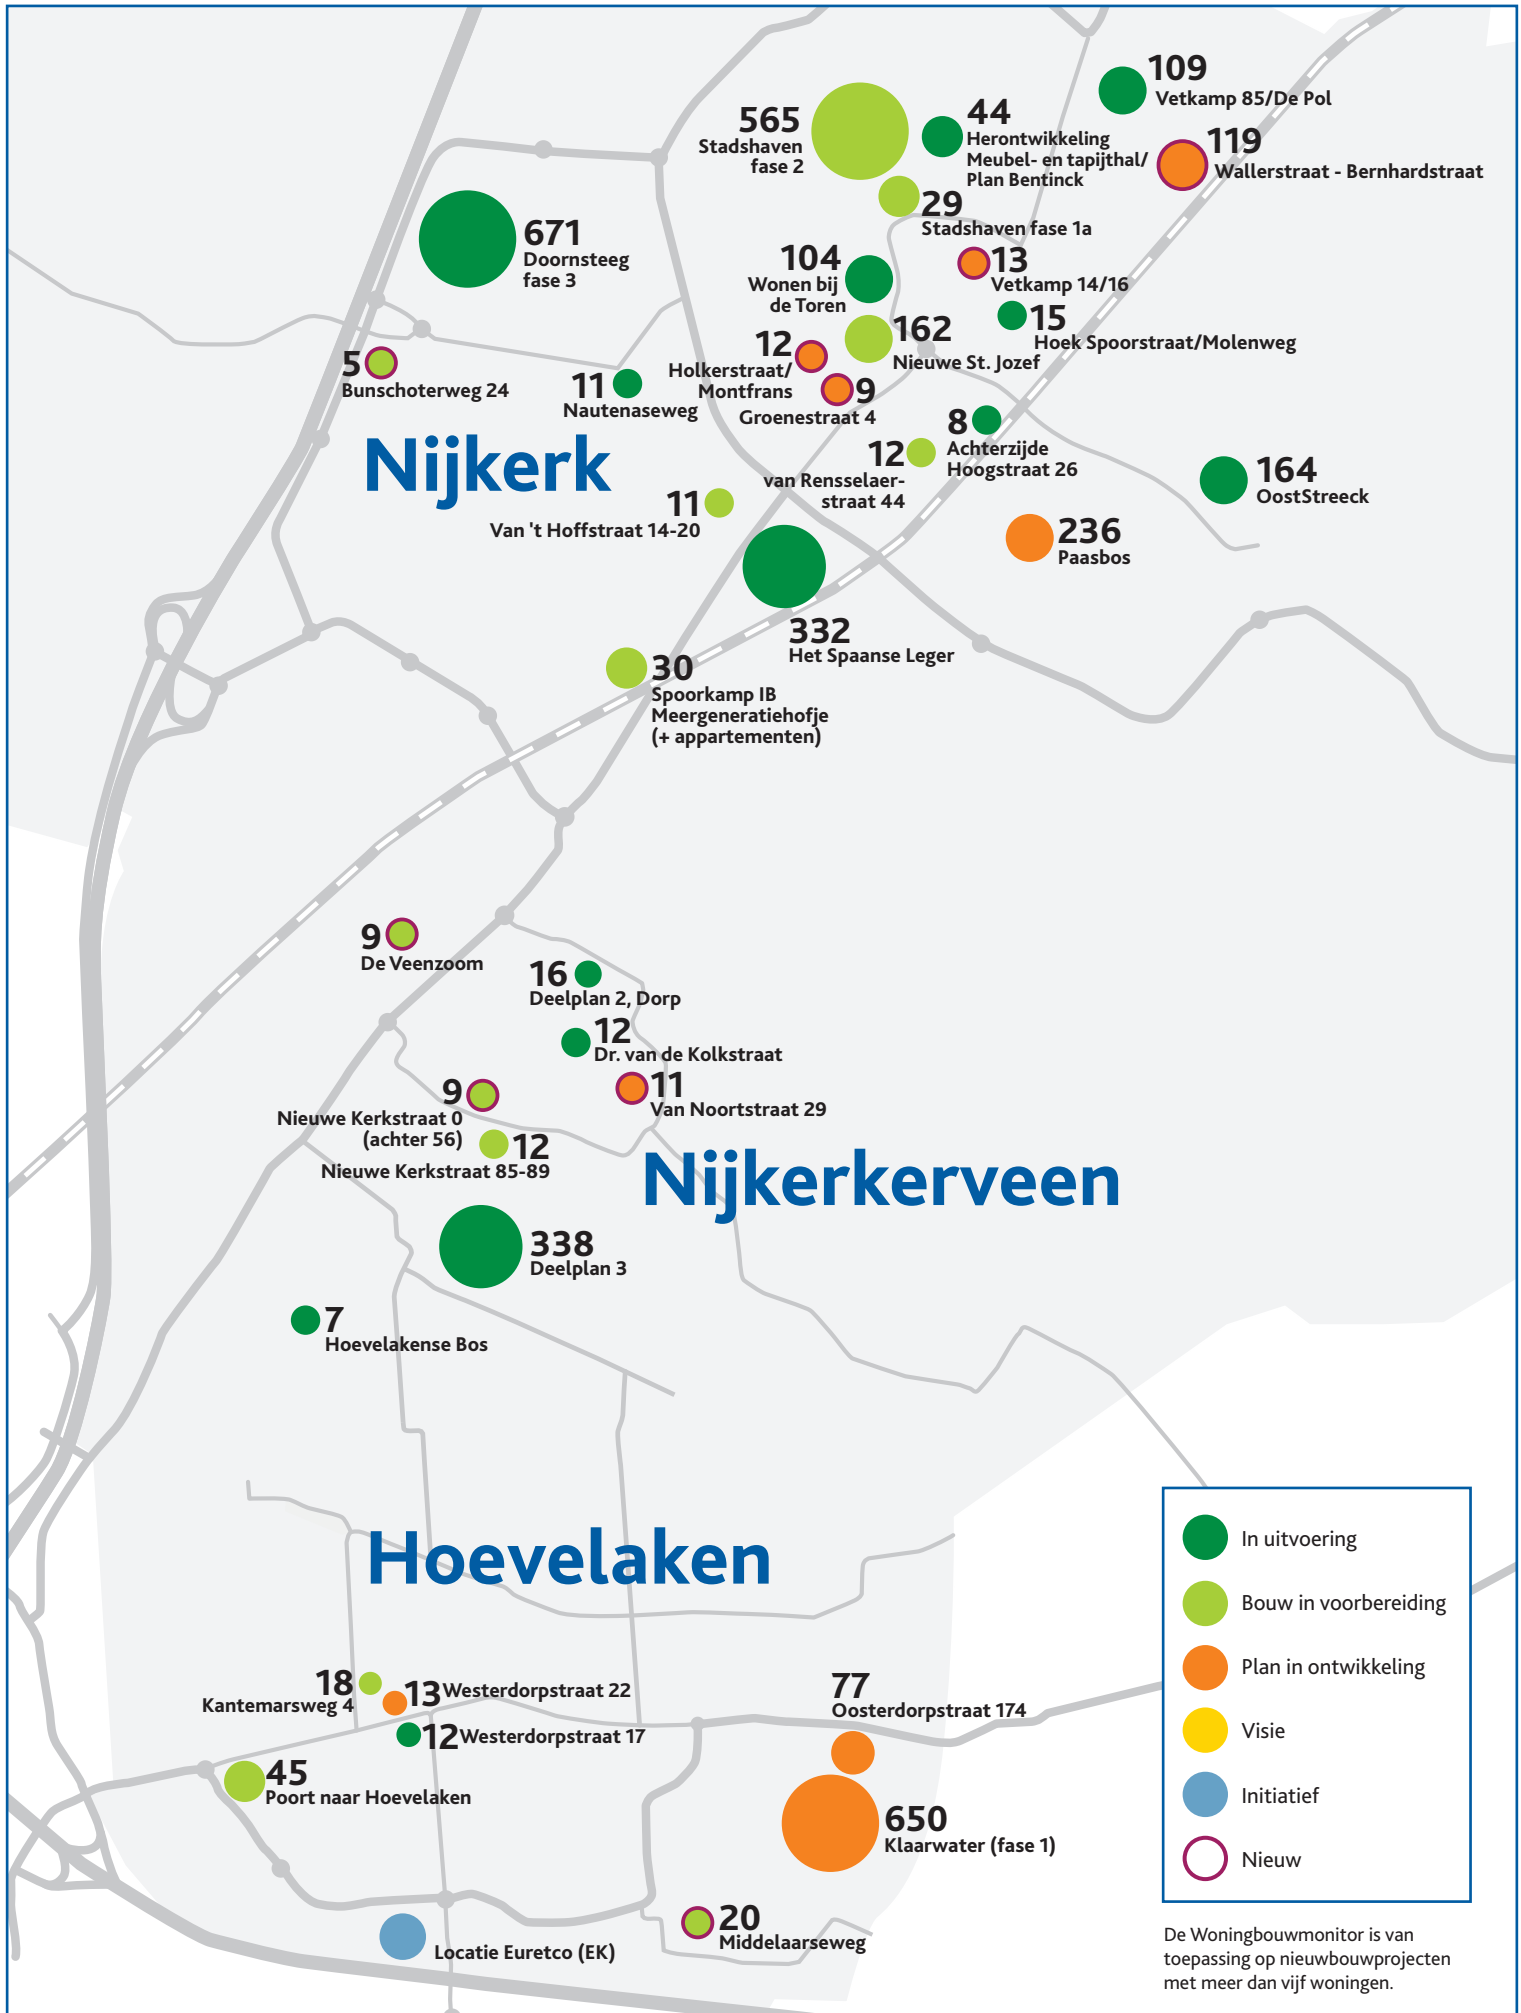 109
Vetkamp 85/De Pol
565
Stadshaven
fase 2
44
Herontwikkeling
Meubel- en tapijthal/
Plan Bentinck
119
Wallerstraat - Bernhardstraat
29
Stadshaven fase 1a
671
Doornsteeg
fase 3
104
Wonen bij
de Toren
13
Vetkamp 14/16
15
Hoek Spoorstraat/Molenweg
162
Nieuwe St. Jozef
12
Holkerstraat/
Montfrans
5
Bunschoterweg 24
11
Nautenaseweg
9
Groenestraat 4
8
Achterzijde
Hoogstraat 26
Nijkerk
12
van Rensselaer-
straat 44
164
OostStreeck
11
Van 't Hoffstraat 14-20
236
Paasbos
332
Het Spaanse Leger
30
Spoorkamp IB
Meergeneratiehofje
(+ appartementen)
9
De Veenzoom
16
Deelplan 2, Dorp
12
Dr. van de Kolkstraat
9
Nieuwe Kerkstraat 0
(achter 56)
11
Van Noortstraat 29
12
Nieuwe Kerkstraat 85-89
Nijkerkerveen
338
Deelplan 3
7
Hoevelakense Bos
Hoevelaken
18
Kantemarsweg 4
13 Westerdorpstraat 22
12 Westerdorpstraat 17
77
Oosterdorpstraat 174
45
Poort naar Hoevelaken
650
Klaarwater (fase 1)
20
Middelaarseweg
Locatie Euretco (EK)
In uitvoering
Bouw in voorbereiding
Plan in ontwikkeling
Visie
Initiatief
Nieuw
De Woningbouwmonitor is van
toepassing op nieuwbouwprojecten
met meer dan vijf woningen.